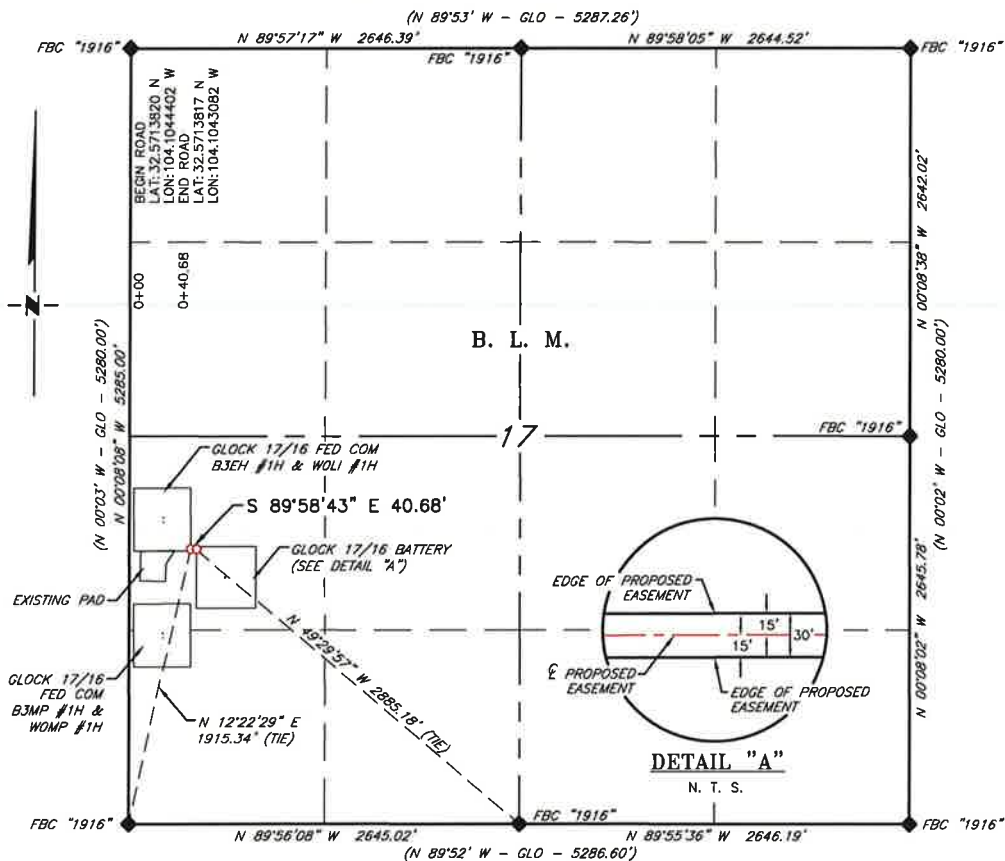 (N 89°53' W - GLO - 5287.26')
N 89°57'17" W 2646.39'
N 89°58'05" W 2644.52'
FBC "1916"
FBC "1916"
FBC "1916"
BEGIN ROAD
LAT: 32.5713820 N
LON: 104.1044402 W
END ROAD
LAT: 32.5713817 N
LON: 104.1043082 W
0+00
0+40.68
N
(N 00°03' W - GLO - 5280.00')
N 00°08'08" W 5285.00'
N 00°08'38" W 2642.02'
(N 00°02' W - GLO - 5280.00')
B. L. M.
17
FBC "1916"
GLOCK 17/16 FED COM
B3EH #1H & WOLI #1H
S 89°58'43" E 40.68'
GLOCK 17/16 BATTERY
(SEE DETAIL "A")
EXISTING PAD
GLOCK 17/16
FED COM
B3MP #1H &
WOMP #1H
N 12°22'29" E
1915.34' (TIE)
N 49°29'57" W 2885.18' (TIE)
N 00°08'02" W 2645.78'
EDGE OF PROPOSED
EASEMENT
15'
30'
15'
℄ PROPOSED
EASEMENT
EDGE OF PROPOSED
EASEMENT
DETAIL "A"
N. T. S.
FBC "1916"
FBC "1916"
FBC "1916"
N 89°56'08" W 2645.02'
N 89°55'36" W 2646.19'
(N 89°52' W - GLO - 5286.60')